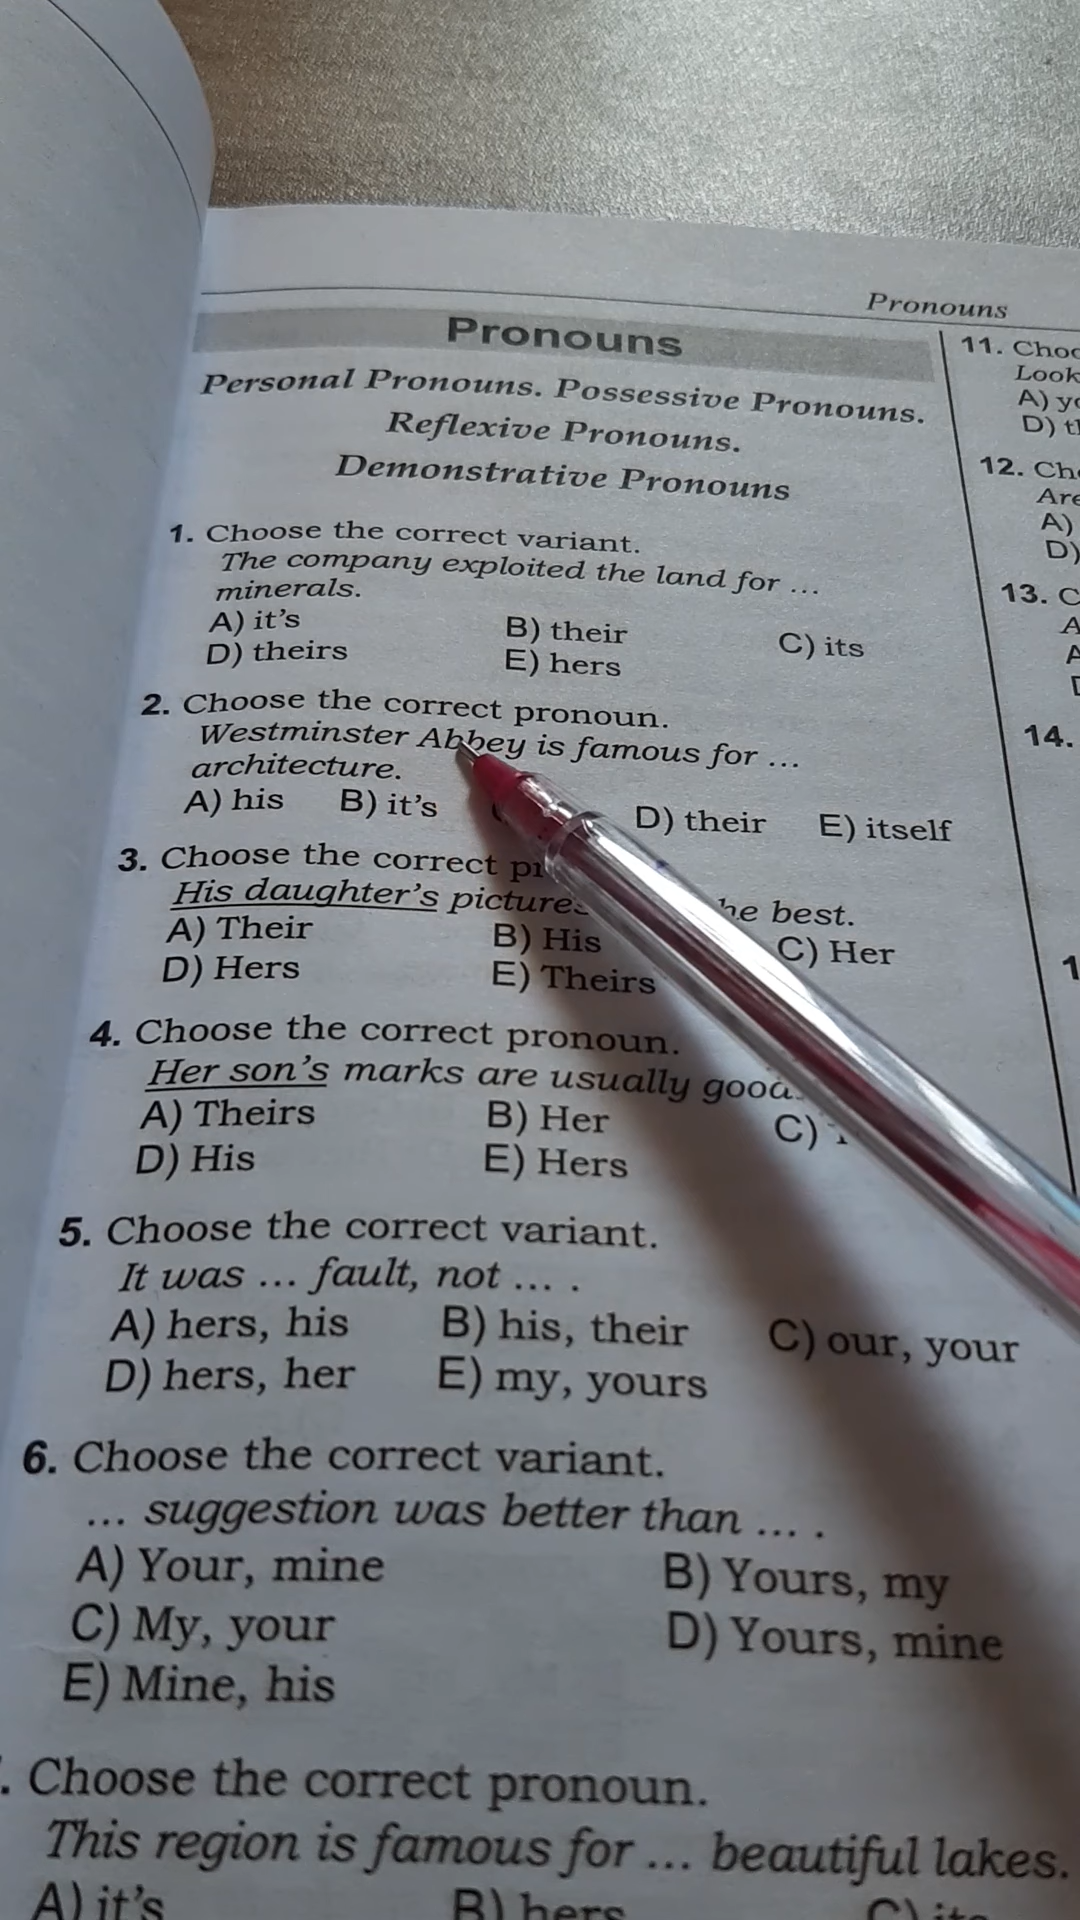 Pronouns
Pronouns
Personal Pronouns. Possessive Pronouns.
Reflexive Pronouns.
Demonstrative Pronouns
1. Choose the correct variant.
The company exploited the land for ...
minerals.
A) it's B) their C) its
D) theirs E) hers
2. Choose the correct pronoun.
Westminster Abbey is famous for ...
architecture.
A) his B) it's D) their E) itself
3. Choose the correct
His daughter's best.
A) Their B) His C) Her
D) Hers E) Theirs
4. Choose the correct pronoun.
Her son's marks are usually good.
A) Theirs B) Her C)
D) His E) Hers
5. Choose the correct variant.
It was ... fault, not ... .
A) hers, his B) his, their C) our, your
D) hers, her E) my, yours
6. Choose the correct variant.
... suggestion was better than ... .
A) Your, mine B) Yours, my
C) My, your D) Yours, mine
E) Mine, his
. Choose the correct pronoun.
This region is famous for ... beautiful lakes.
A) it's B) hers C) its
11.
Look
A)
D)
12.
Are
A)
D)
13.
14.